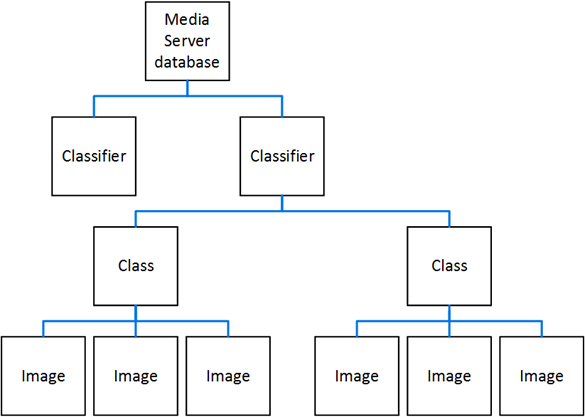 Media
Server
database
Classifier
Classifier
Class
Class
Image
Image
Image
Image
Image
Image